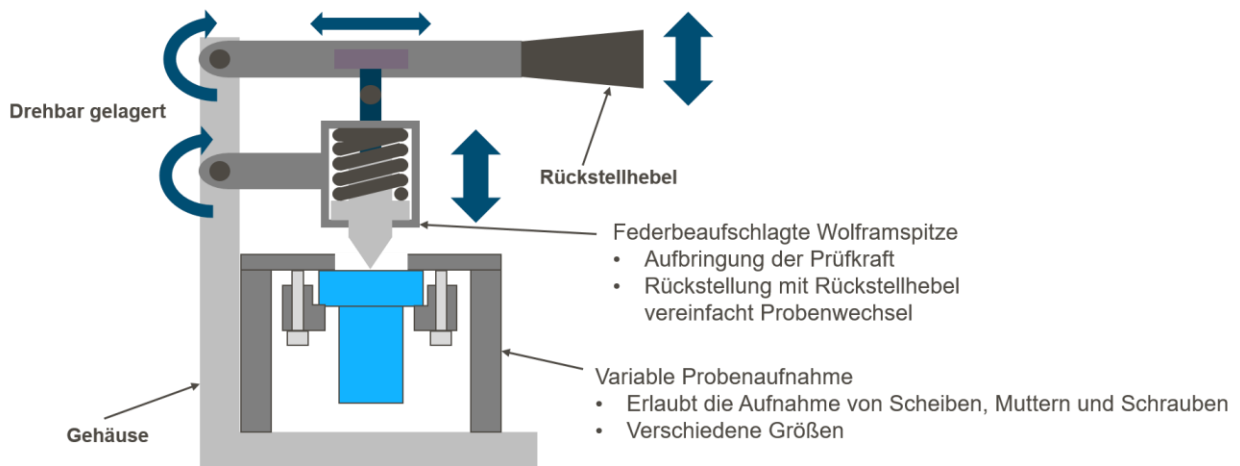 Drehbar gelagert
Rückstellhebel
Federbeaufschlagte Wolframspitze
• Aufbringung der Prüfkraft
• Rückstellung mit Rückstellhebel
vereinfacht Probenwechsel
Variable Probenaufnahme
• Erlaubt die Aufnahme von Scheiben, Muttern und Schrauben
• Verschiedene Größen
Gehäuse